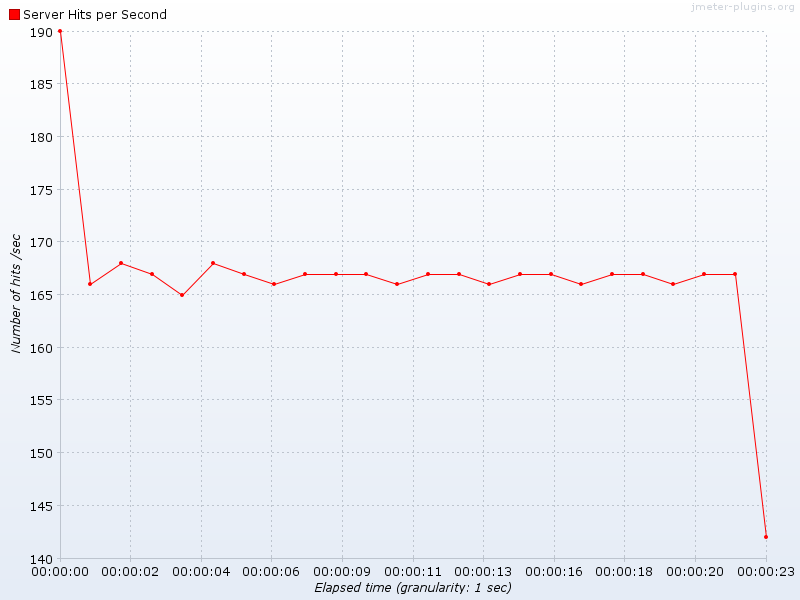 jmeter-plugins.org
Server Hits per Second
190
185
180
175
170
165
160
155
150
145
140
Number of hits /sec
00:00:00 00:00:02 00:00:04 00:00:06 00:00:09 00:00:11 00:00:13 00:00:16 00:00:18 00:00:20 00:00:23
Elapsed time (granularity: 1 sec)